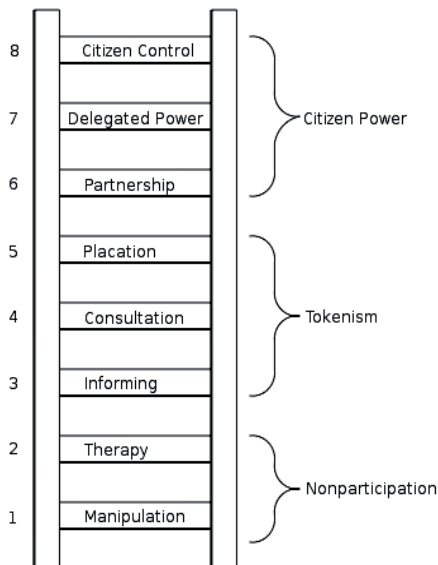 8 Citizen Control
7 Delegated Power Citizen Power
6 Partnership
5 Placation
4 Consultation Tokenism
3 Informing
2 Therapy
Nonparticipation
1 Manipulation